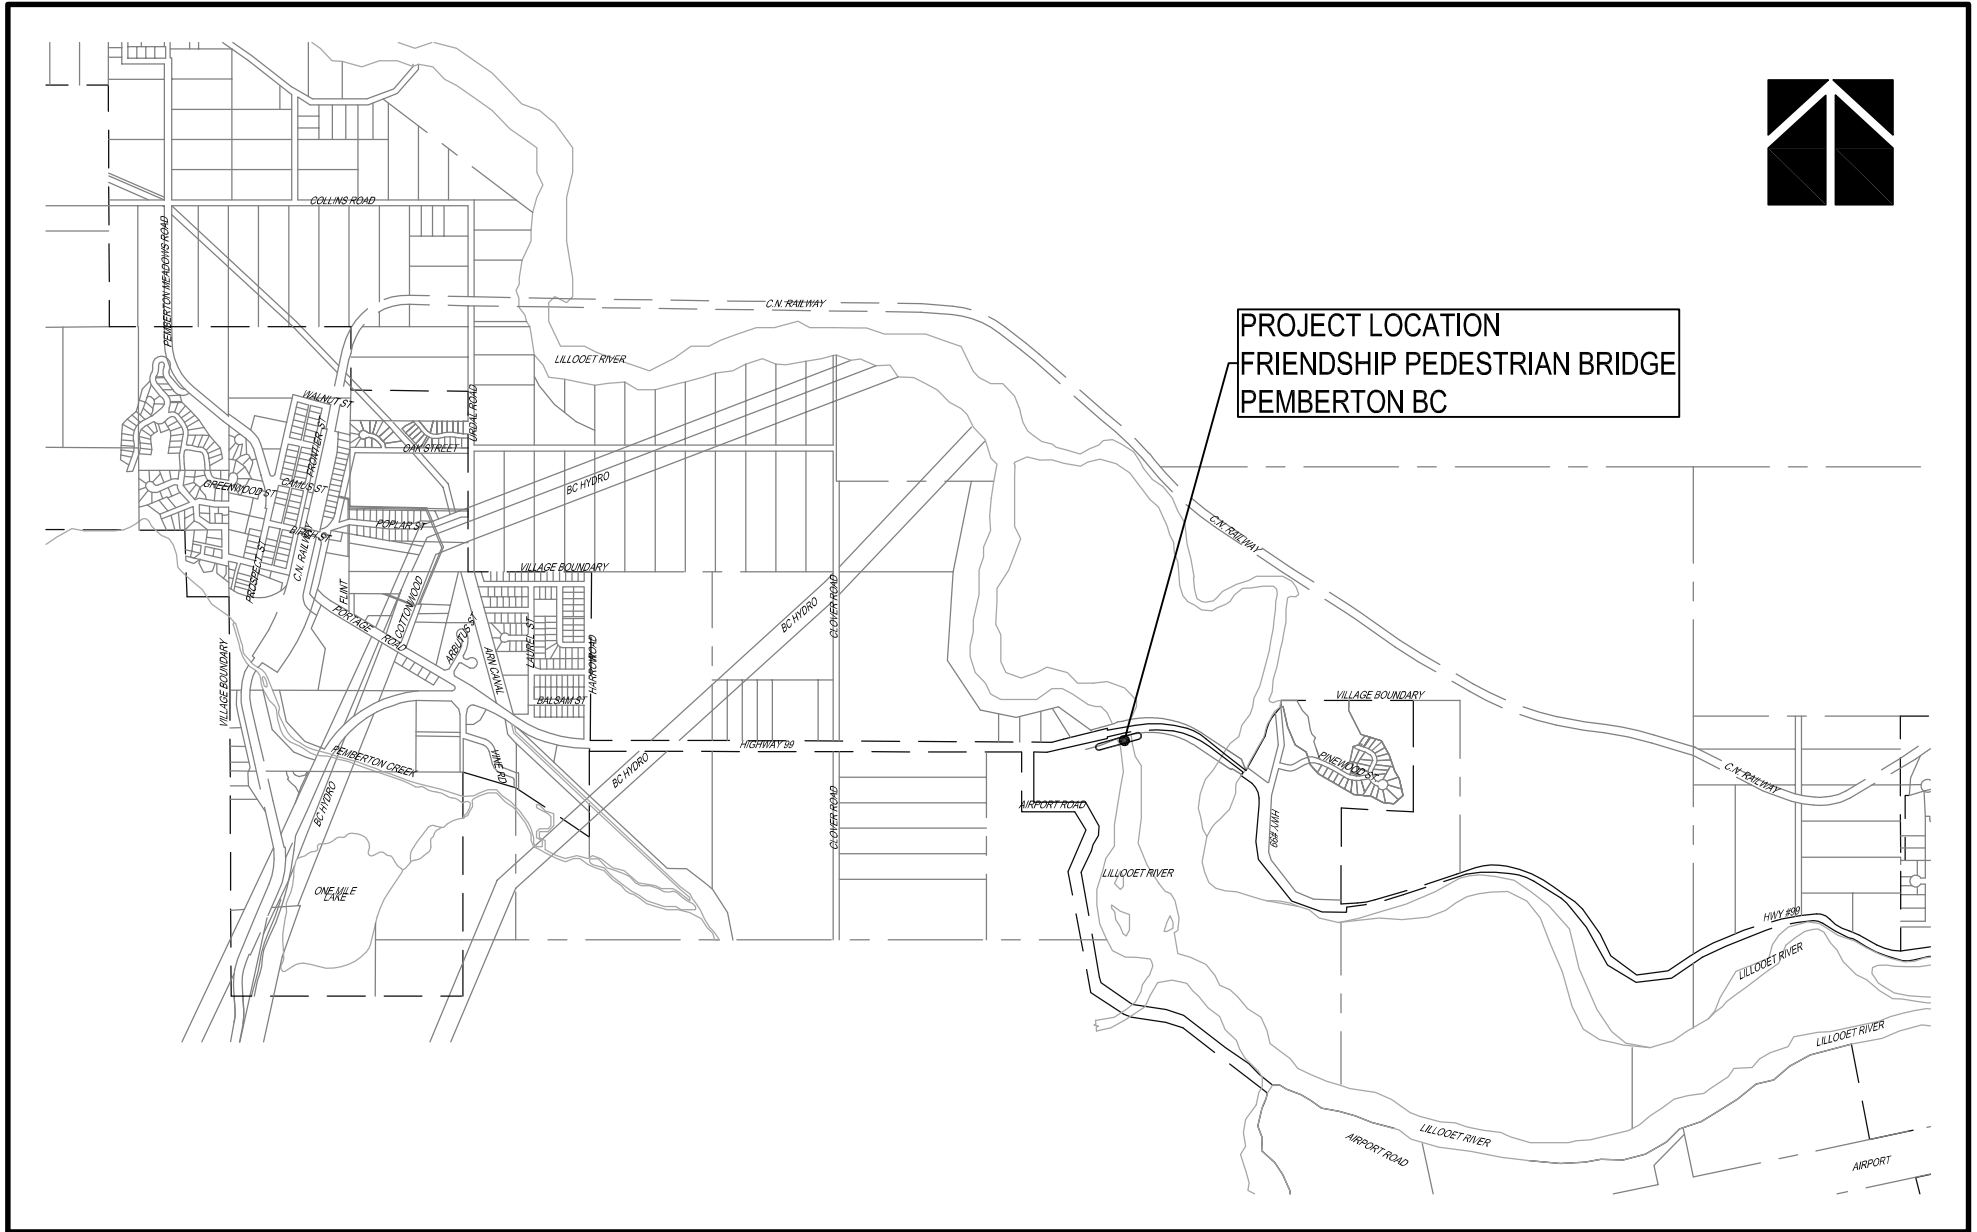 COLLINS ROAD
PEMBERTON MEADOWS ROAD
C.N. RAILWAY
PROJECT LOCATION
FRIENDSHIP PEDESTRIAN BRIDGE
PEMBERTON BC
LILLOOET RIVER
WALNUT ST
URDAL ROAD
FRONTIER ST
OAK STREET
GREENWOOD ST
CAMUS ST
BC HYDRO
POPLAR ST
BIRCH ST
C.N. RAILWAY
C.N. RAILWAY
PROSPECT ST
VILLAGE BOUNDARY
FLINT
COTTONWOOD
PORTAGE ROAD
ARBUTUS ST
LAUREL ST
ARN CANAL
HARROW ROAD
BC HYDRO
CLOVER ROAD
VILLAGE BOUNDARY
BALSAM ST
VILLAGE BOUNDARY
HIGHWAY 99
PEMBERTON CREEK
VINE RD
BC HYDRO
BC HYDRO
PINEWOOD ST
C.N. RAILWAY
AIRPORT ROAD
CLOVER ROAD
HWY #99
LILLOOET RIVER
ONE MILE
LAKE
HWY #99
LILLOOET RIVER
LILLOOET RIVER
LILLOOET RIVER
AIRPORT ROAD
AIRPORT